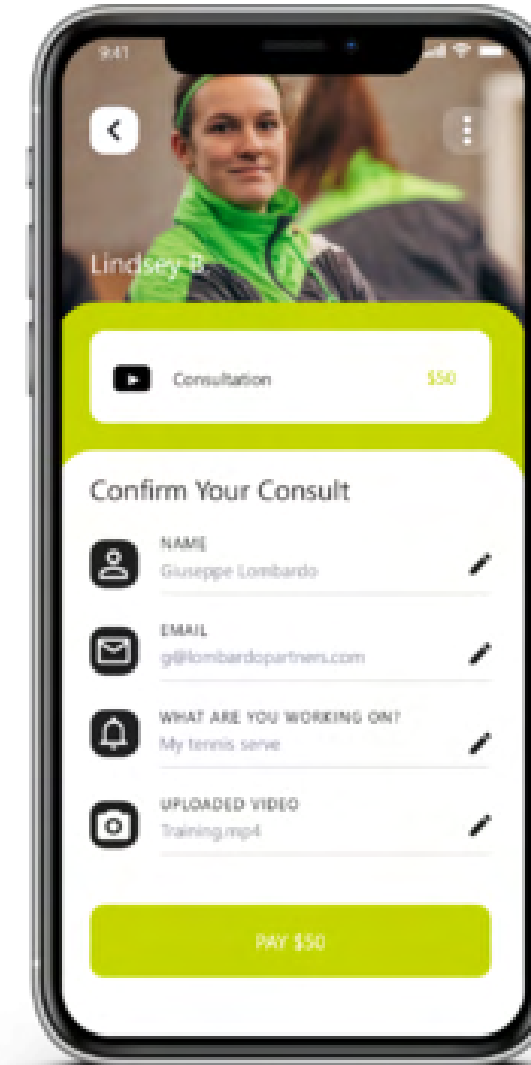 9:41
Lindsey B.
Consultation
$50
Confirm Your Consult
NAME
Giuseppe Lombardo
EMAIL
g@lombardopartners.com
WHAT ARE YOU WORKING ON?
My tennis serve
UPLOADED VIDEO
Training.mp4
PAY $50